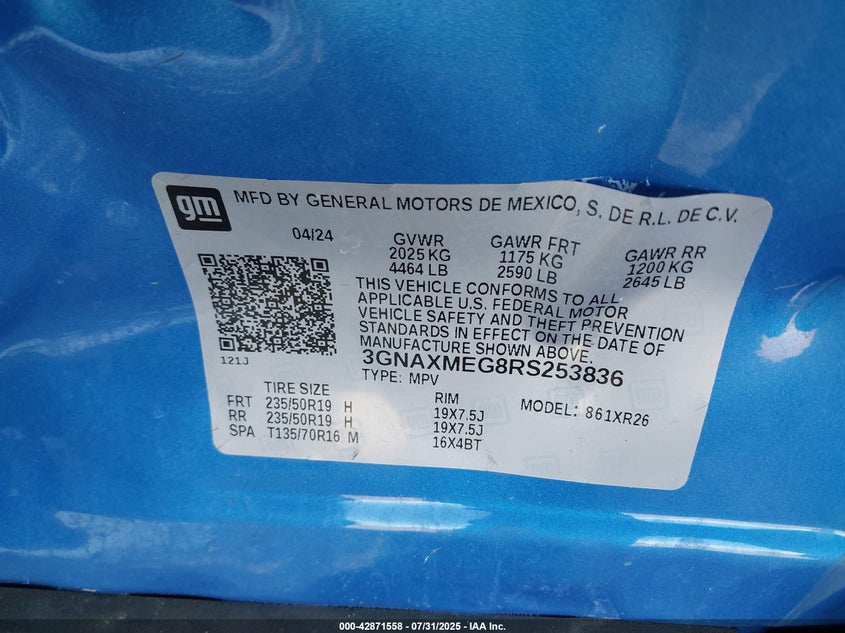 gm MFD BY GENERAL MOTORS DE MEXICO, S. DE R.L. DE C.V.
04/24 GVWR GAWR FRT GAWR RR
2025 KG 1175 KG 1200 KG
4464 LB 2590 LB 2645 LB
THIS VEHICLE CONFORMS TO ALL
APPLICABLE U.S. FEDERAL MOTOR
VEHICLE SAFETY AND THEFT PREVENTION
STANDARDS IN EFFECT ON THE DATE OF
MANUFACTURE SHOWN ABOVE.
121J
3GNAXMEG8RS253836
TYPE: MPV
TIRE SIZE RIM MODEL: 861XR26
FRT 235/50R19 H 19X7.5J
RR 235/50R19 H 19X7.5J
SPA T135/70R16 M 16X4BT
000-42871558 - 07/31/2025 - IAA Inc.